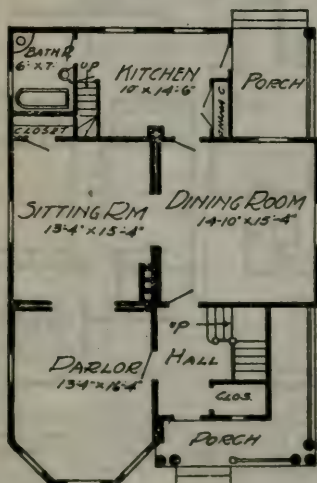 BATH R
6'×7'
UP
KITCHEN
10'×14'-6"
PORCH
CHINA C
CLOSET
SITTING RM
13'-4"×15'-4"
DINING ROOM
14'-10"×15'-4"
UP
HALL
PARLOR
13'-4"×16'-4"
CLOS.
PORCH